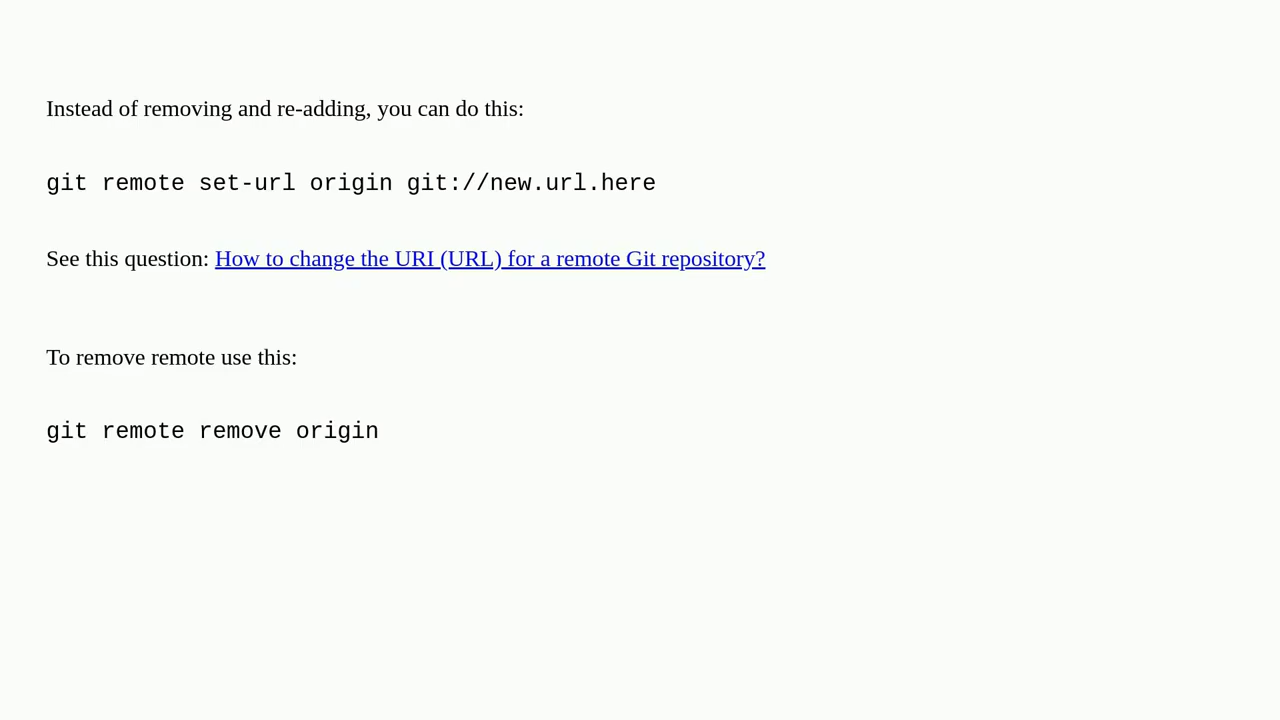 Instead of removing and re-adding, you can do this:
git remote set-url origin git://new.url.here
See this question: How to change the URI (URL) for a remote Git repository?
To remove remote use this:
git remote remove origin